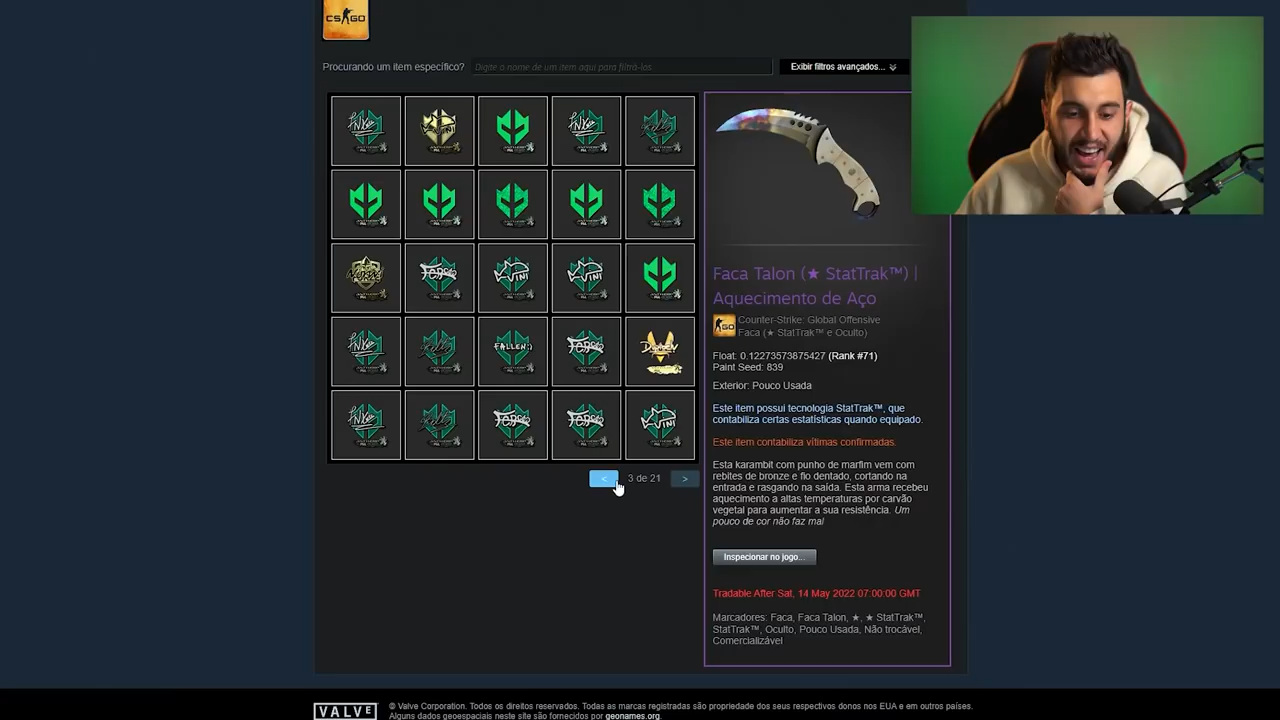 CS GO
Procurando um item específico?
Digite o nome de um item aqui para filtrá-los
Exibir filtros avançados...
VINI
FERGOD
VINI
VINI
FALLEN:)
VINI
< 3 de 21 >
Faca Talon (★ StatTrak™) |
Aquecimento de Aço
GO
Counter-Strike: Global Offensive
Faca (★ StatTrak™ e Oculto)
Float: 0.12273573875427 (Rank #71)
Paint Seed: 839
Exterior: Pouco Usada
Este item possui tecnologia StatTrak™, que
contabiliza certas estatísticas quando equipado.
Este item contabiliza vítimas confirmadas.
Esta karambit com punho de marfim vem com
rebites de bronze e fio dentado, cortando na
entrada e rasgando na saída. Esta arma recebeu
aquecimento a altas temperaturas por carvão
vegetal para aumentar a sua resistência. Um
pouco de cor não faz mal
Inspecionar no jogo...
Tradable After Sat, 14 May 2022 07:00:00 GMT
Marcadores: Faca, Faca Talon, ★, ★ StatTrak™,
StatTrak™, Oculto, Pouco Usada, Não trocável,
Comercializável
VALVE
© Valve Corporation. Todos os direitos reservados. Todas as marcas registradas são propriedade dos seus respectivos donos nos EUA e em outros países.
Alguns dados geoespaciais neste site são fornecidos por geonames.org.